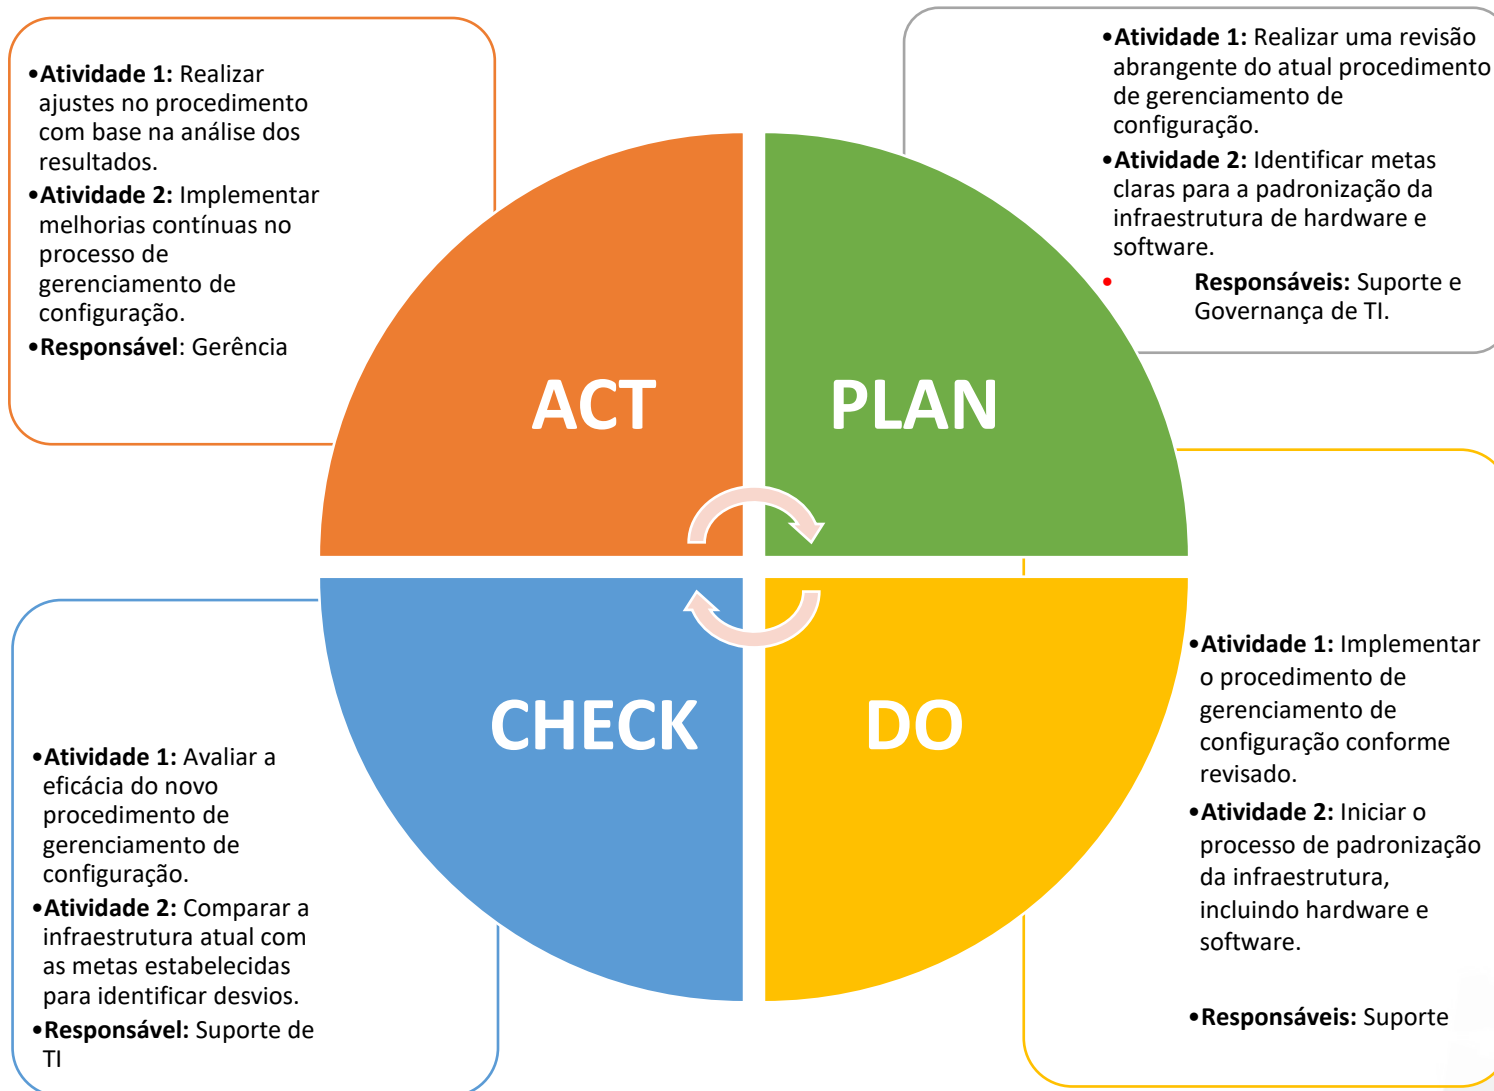 •Atividade 1: Realizar
ajustes no procedimento
com base na análise dos
resultados.
•Atividade 2: Implementar
melhorias contínuas no
processo de
gerenciamento de
configuração.
•Responsável: Gerência
•Atividade 1: Realizar uma revisão
abrangente do atual procedimento
de gerenciamento de
configuração.
•Atividade 2: Identificar metas
claras para a padronização da
infraestrutura de hardware e
software.
• Responsáveis: Suporte e
Governança de TI.
ACT
PLAN
CHECK
DO
•Atividade 1: Avaliar a
eficácia do novo
procedimento de
gerenciamento de
configuração.
•Atividade 2: Comparar a
infraestrutura atual com
as metas estabelecidas
para identificar desvios.
•Responsável: Suporte de
TI
•Atividade 1: Implementar
o procedimento de
gerenciamento de
configuração conforme
revisado.
•Atividade 2: Iniciar o
processo de padronização
da infraestrutura,
incluindo hardware e
software.
•Responsáveis: Suporte